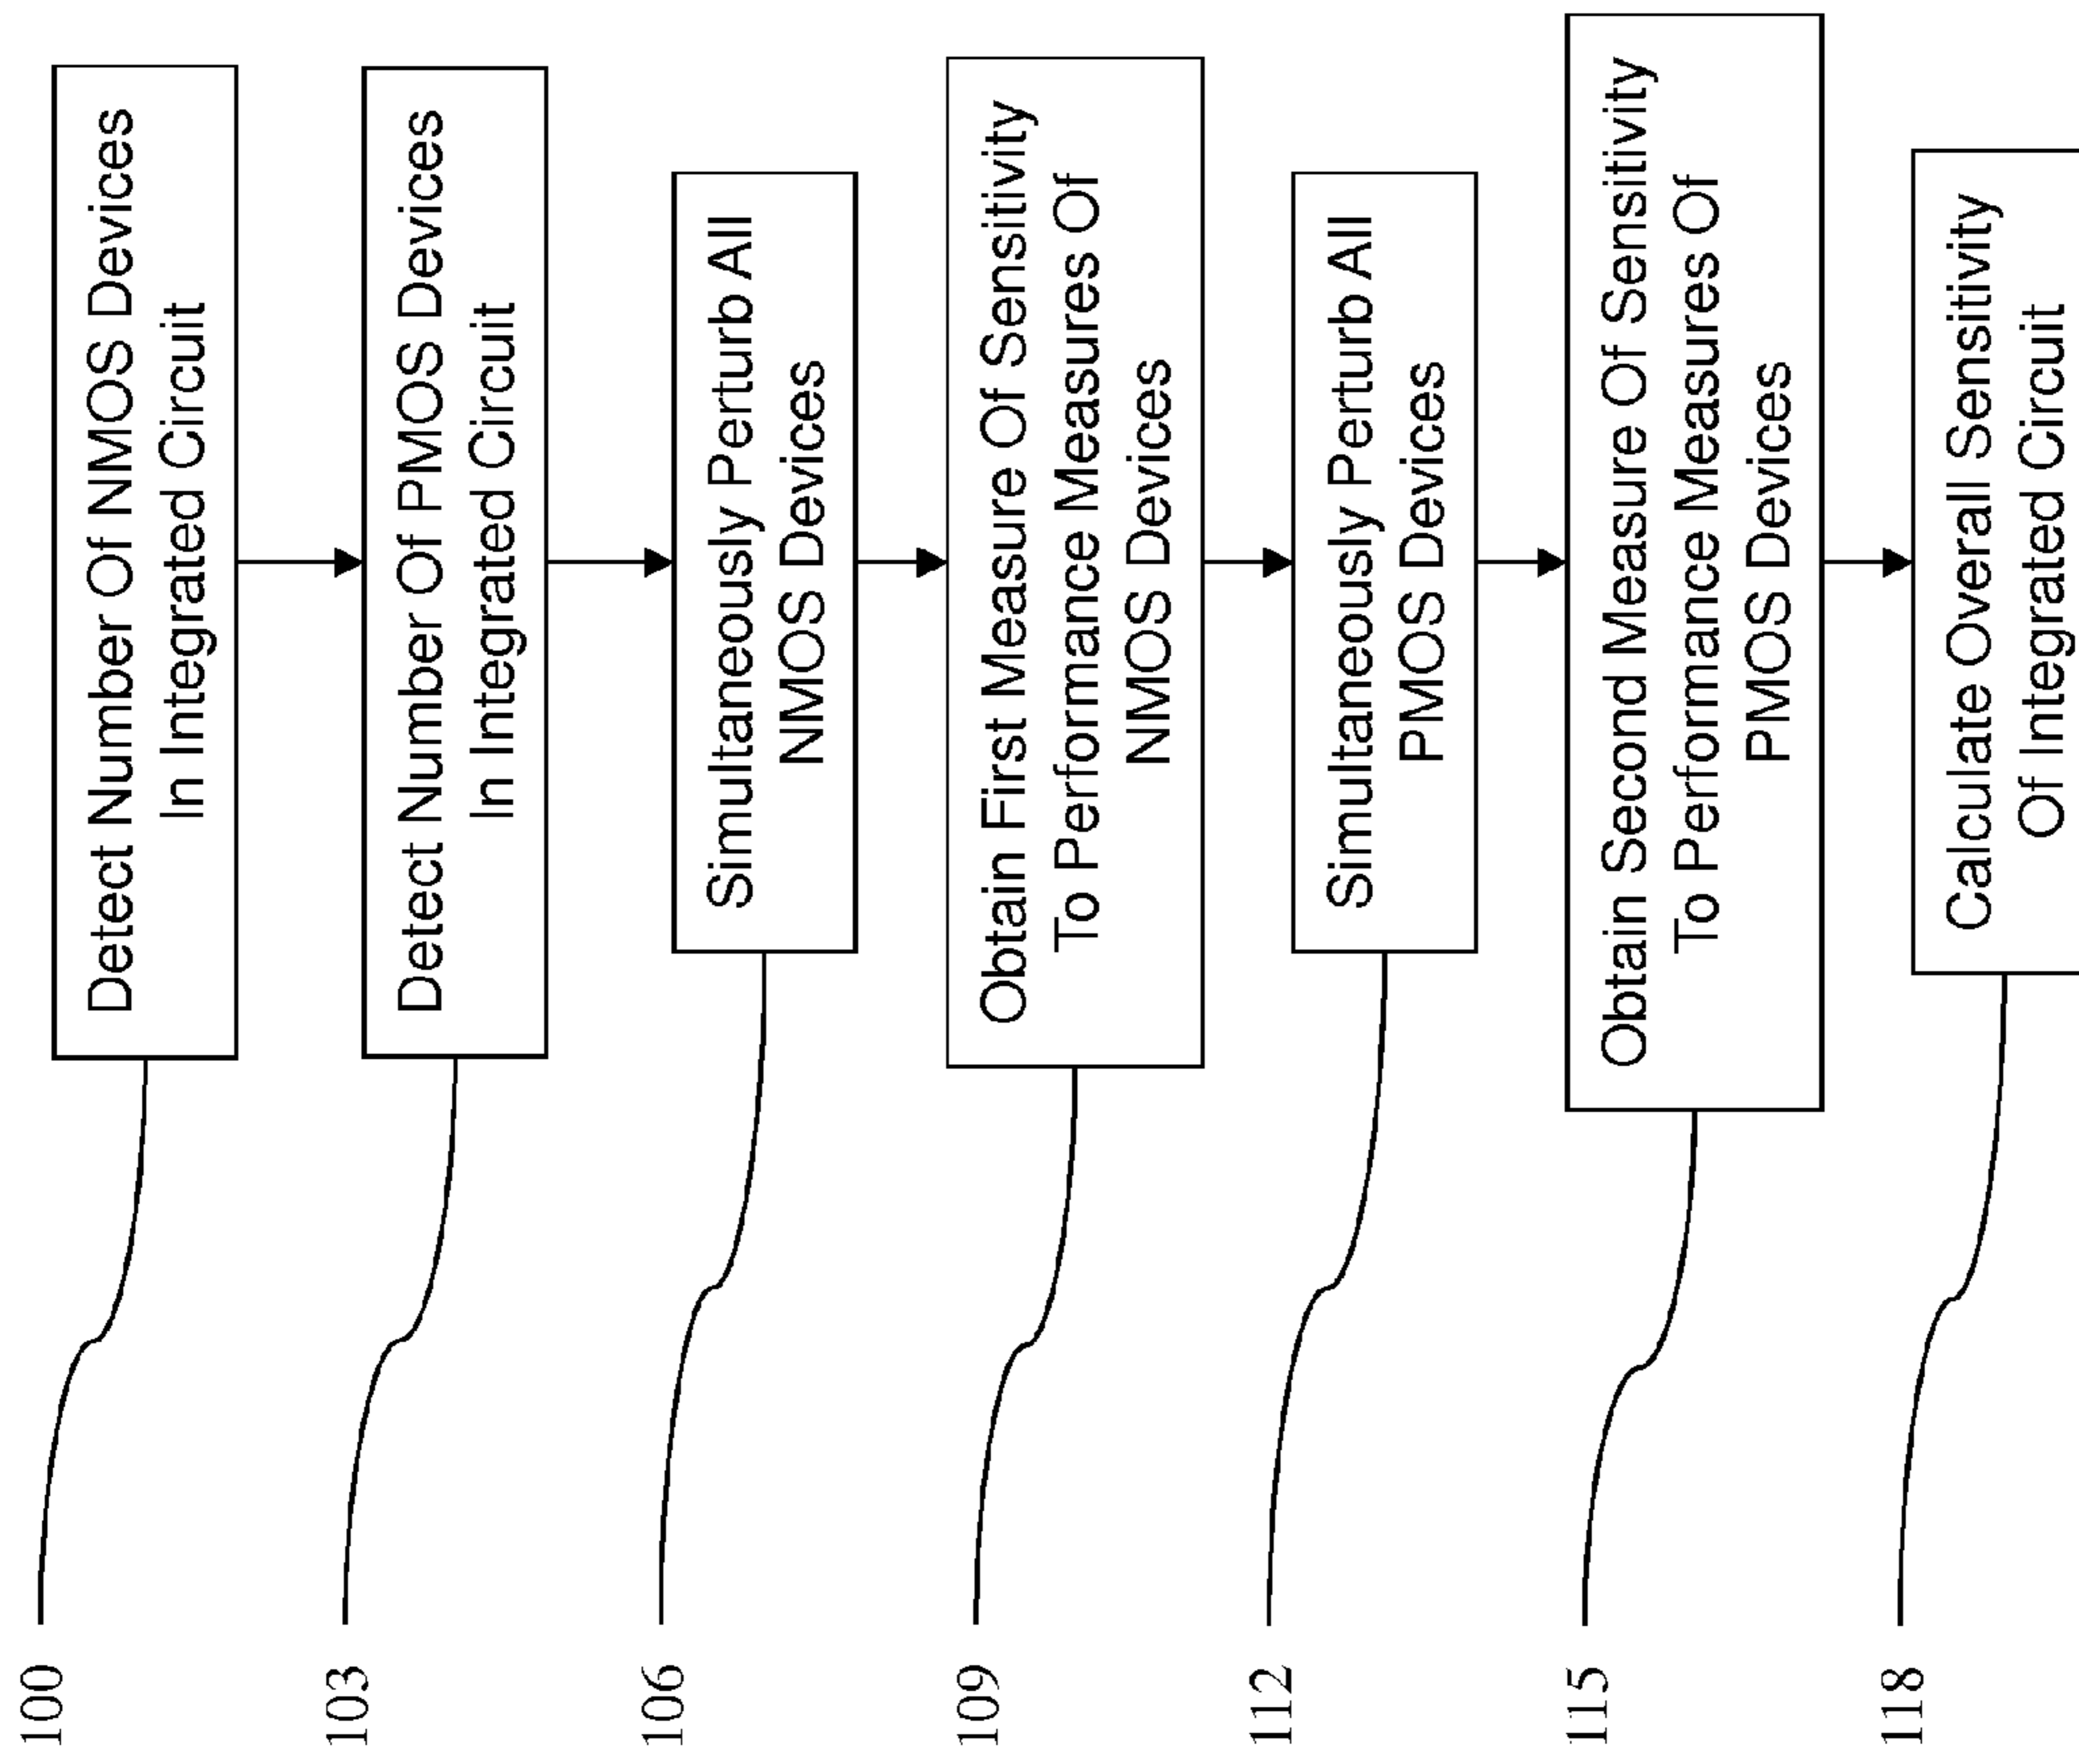 100
Detect Number Of NMOS Devices
In Integrated Circuit
103
Detect Number Of PMOS Devices
In Integrated Circuit
106
Simultaneously Perturb All
NMOS Devices
109
Obtain First Measure Of Sensitivity
To Performance Measures Of
NMOS Devices
112
Simultaneously Perturb All
PMOS Devices
115
Obtain Second Measure Of Sensitivity
To Performance Measures Of
PMOS Devices
118
Calculate Overall Sensitivity
Of Integrated Circuit